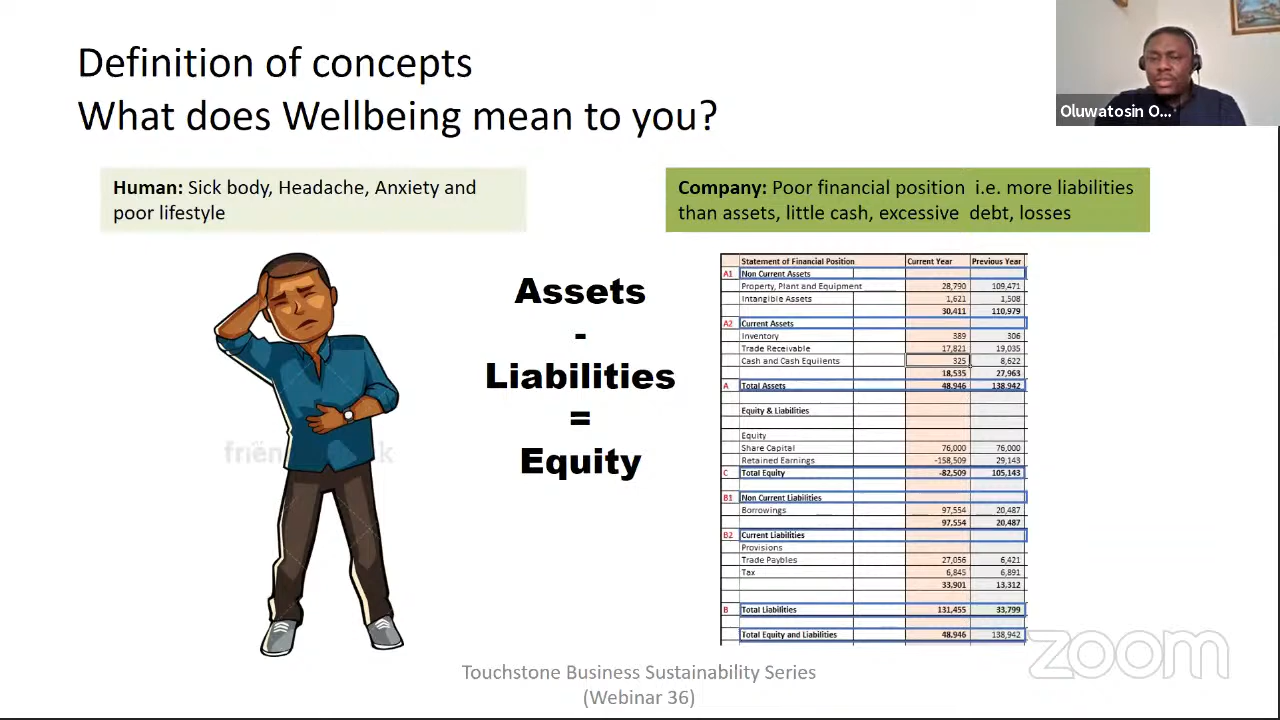 Definition of concepts
What does Wellbeing mean to you?
Oluwatosin O...
Human: Sick body, Headache, Anxiety and
poor lifestyle
Company: Poor financial position i.e. more liabilities
than assets, little cash, excessive debt, losses
Assets
-
Liabilities
=
Equity
Statement of Financial Position Current Year Previous Year
A1 Non Current Assets
Property, Plant and Equipment 28,790 109,471
Intangible Assets 1,621 1,508
30,411 110,979
A2 Current Assets
Inventory 389 306
Trade Receivable 17,821 19,035
Cash and Cash Equilents 325 8,622
18,535 27,963
A Total Assets 48,946 138,942
Equity & Liabilities
Equity
Share Capital 76,000 76,000
Retained Earnings -158,509 29,143
C Total Equity -82,509 105,143
B1 Non Current Liabilities
Borrowings 97,554 20,487
97,554 20,487
B2 Current Liabilities
Provisions
Trade Paybles 27,056 6,421
Tax 6,845 6,891
33,901 13,312
B Total Liabilities 131,455 33,799
Total Equity and Liabilities 48,946 138,942
zoom
Touchstone Business Sustainability Series
(Webinar 36)